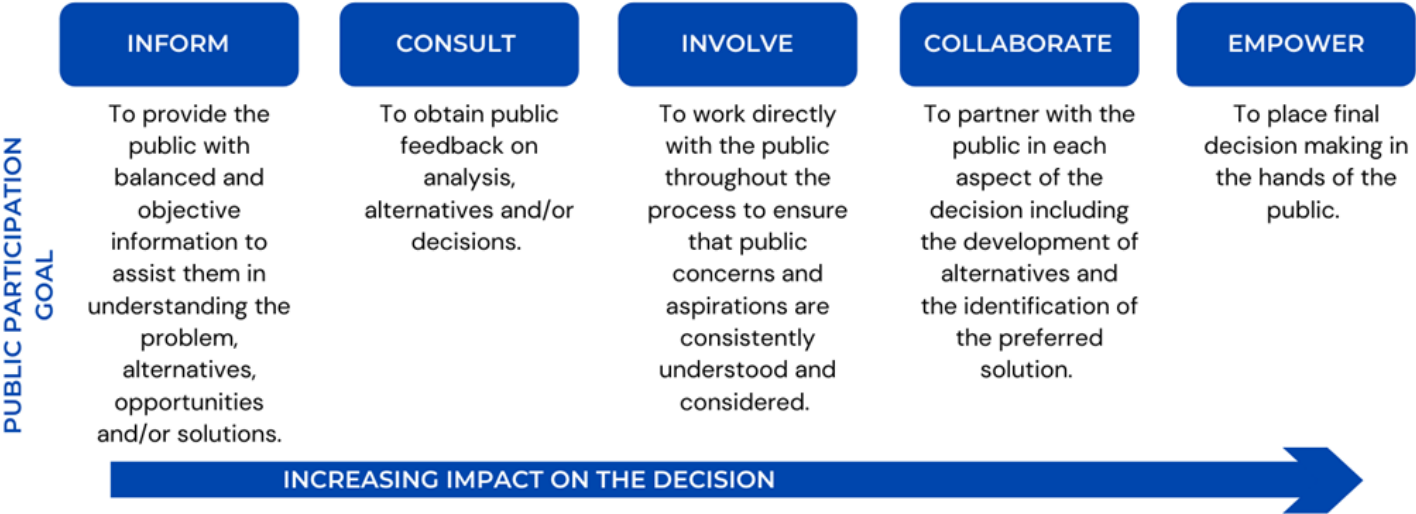 INFORM
To provide the
public with
balanced and
objective
information to
assist them in
understanding the
problem,
alternatives,
opportunities
and/or solutions.
CONSULT
To obtain public
feedback on
analysis,
alternatives and/or
decisions.
INVOLVE
To work directly
with the public
throughout the
process to ensure
that public
concerns and
aspirations are
consistently
understood and
considered.
COLLABORATE
To partner with the
public in each
aspect of the
decision including
the development of
alternatives and
the identification of
the preferred
solution.
EMPOWER
To place final
decision making in
the hands of the
public.
PUBLIC PARTICIPATION
GOAL
INCREASING IMPACT ON THE DECISION